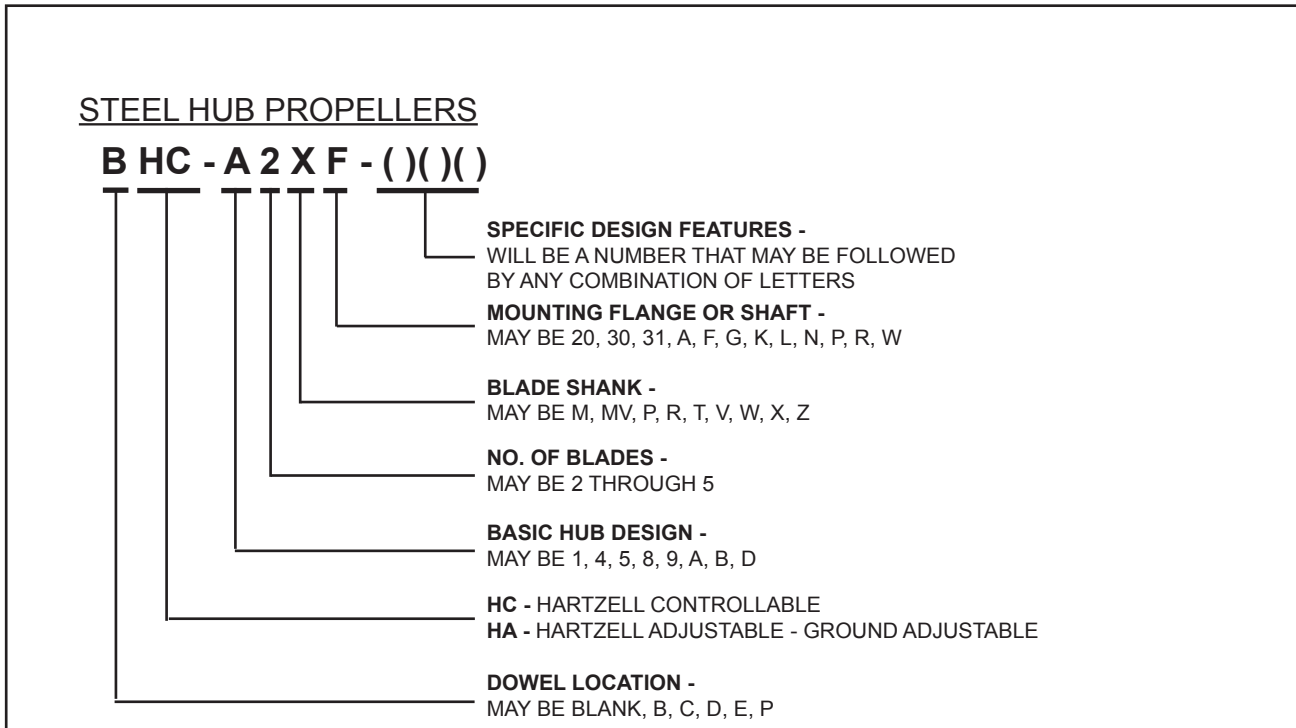 STEEL HUB PROPELLERS
B HC - A 2 X F - ( )( )( )
SPECIFIC DESIGN FEATURES -
WILL BE A NUMBER THAT MAY BE FOLLOWED
BY ANY COMBINATION OF LETTERS
MOUNTING FLANGE OR SHAFT -
MAY BE 20, 30, 31, A, F, G, K, L, N, P, R, W
BLADE SHANK -
MAY BE M, MV, P, R, T, V, W, X, Z
NO. OF BLADES -
MAY BE 2 THROUGH 5
BASIC HUB DESIGN -
MAY BE 1, 4, 5, 8, 9, A, B, D
HC - HARTZELL CONTROLLABLE
HA - HARTZELL ADJUSTABLE - GROUND ADJUSTABLE
DOWEL LOCATION -
MAY BE BLANK, B, C, D, E, P